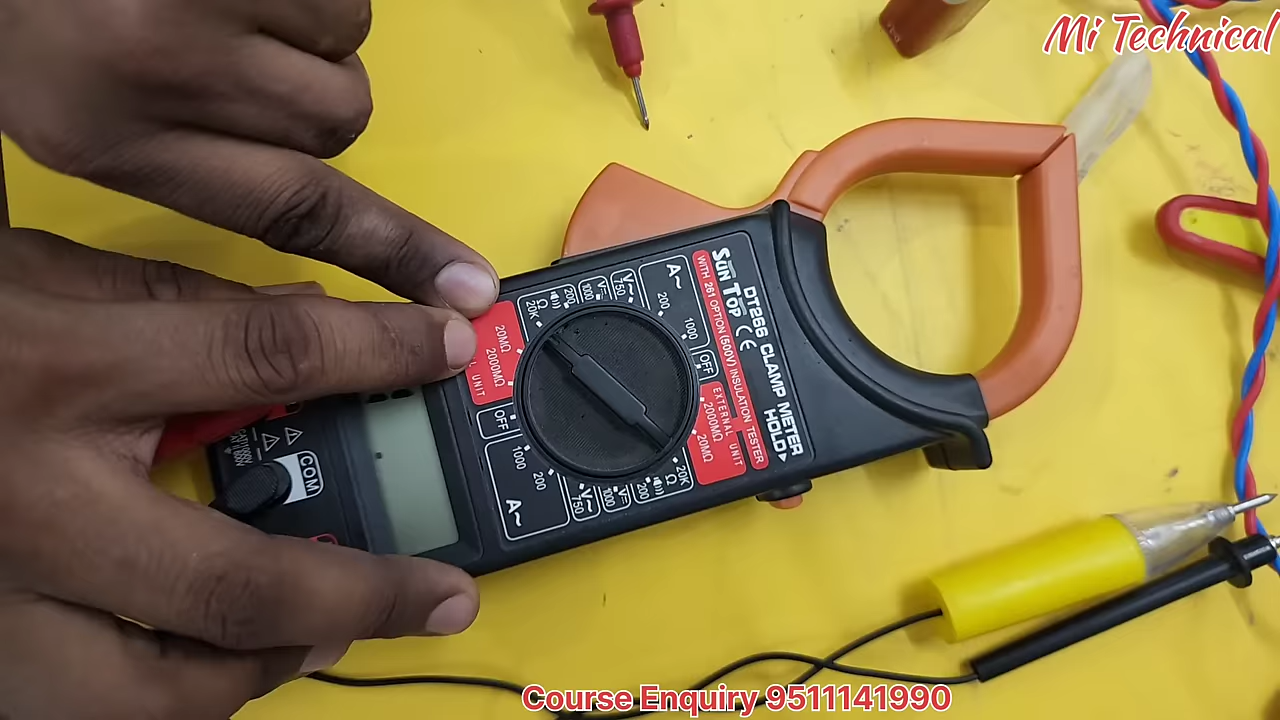 Mi Technical
SUN TOP CE
DT266 CLAMP METER
HOLD
WITH 261 OPTION (500V) INSULATION TESTER
A~
200
1000
OFF
EXTERNAL UNIT
2000MΩ
20MΩ
20K
Ω
200
V⎓
1000
V~
750
A~
200
1000
OFF
UNIT
2000MΩ
20MΩ
20K
Ω
200
V⎓
1000
V~
750
COM
Course Enquiry 9511141990